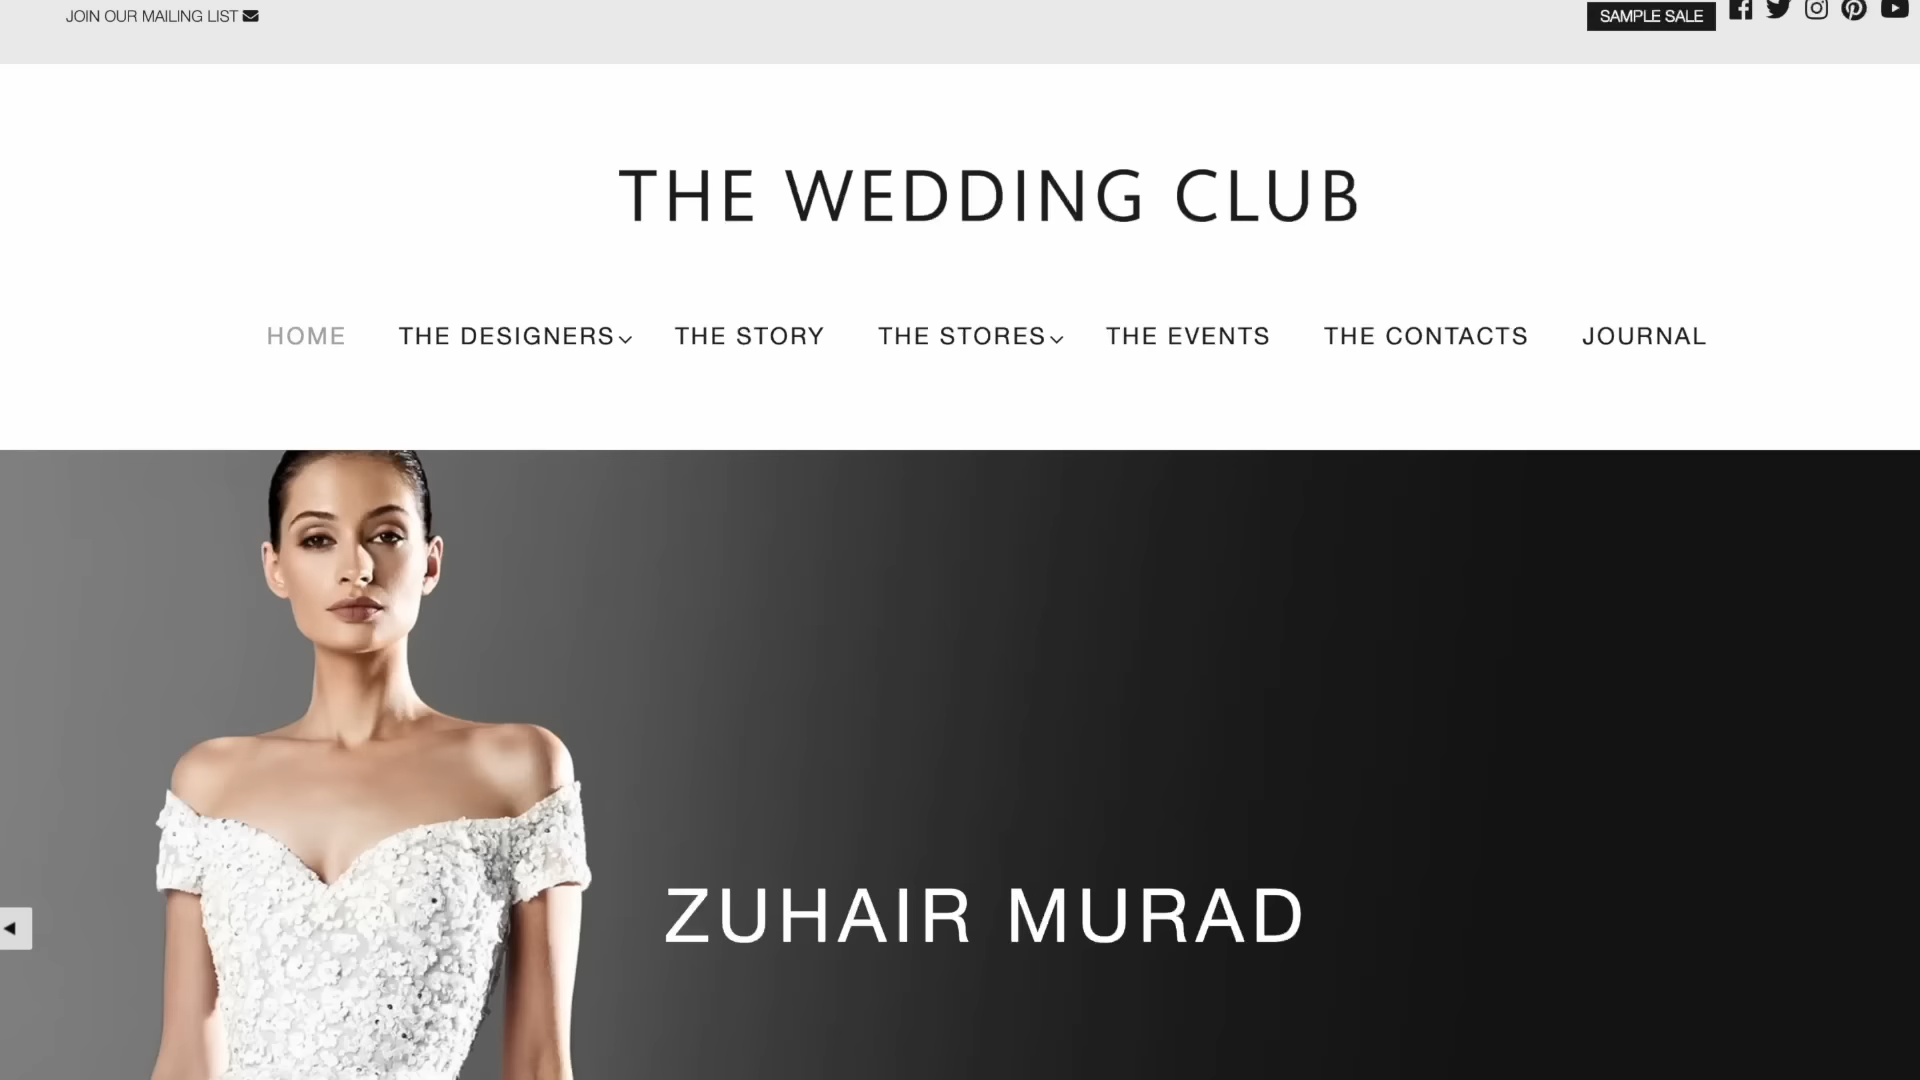 JOIN OUR MAILING LIST
SAMPLE SALE
THE WEDDING CLUB
HOME THE DESIGNERS THE STORY THE STORES THE EVENTS THE CONTACTS JOURNAL
ZUHAIR MURAD